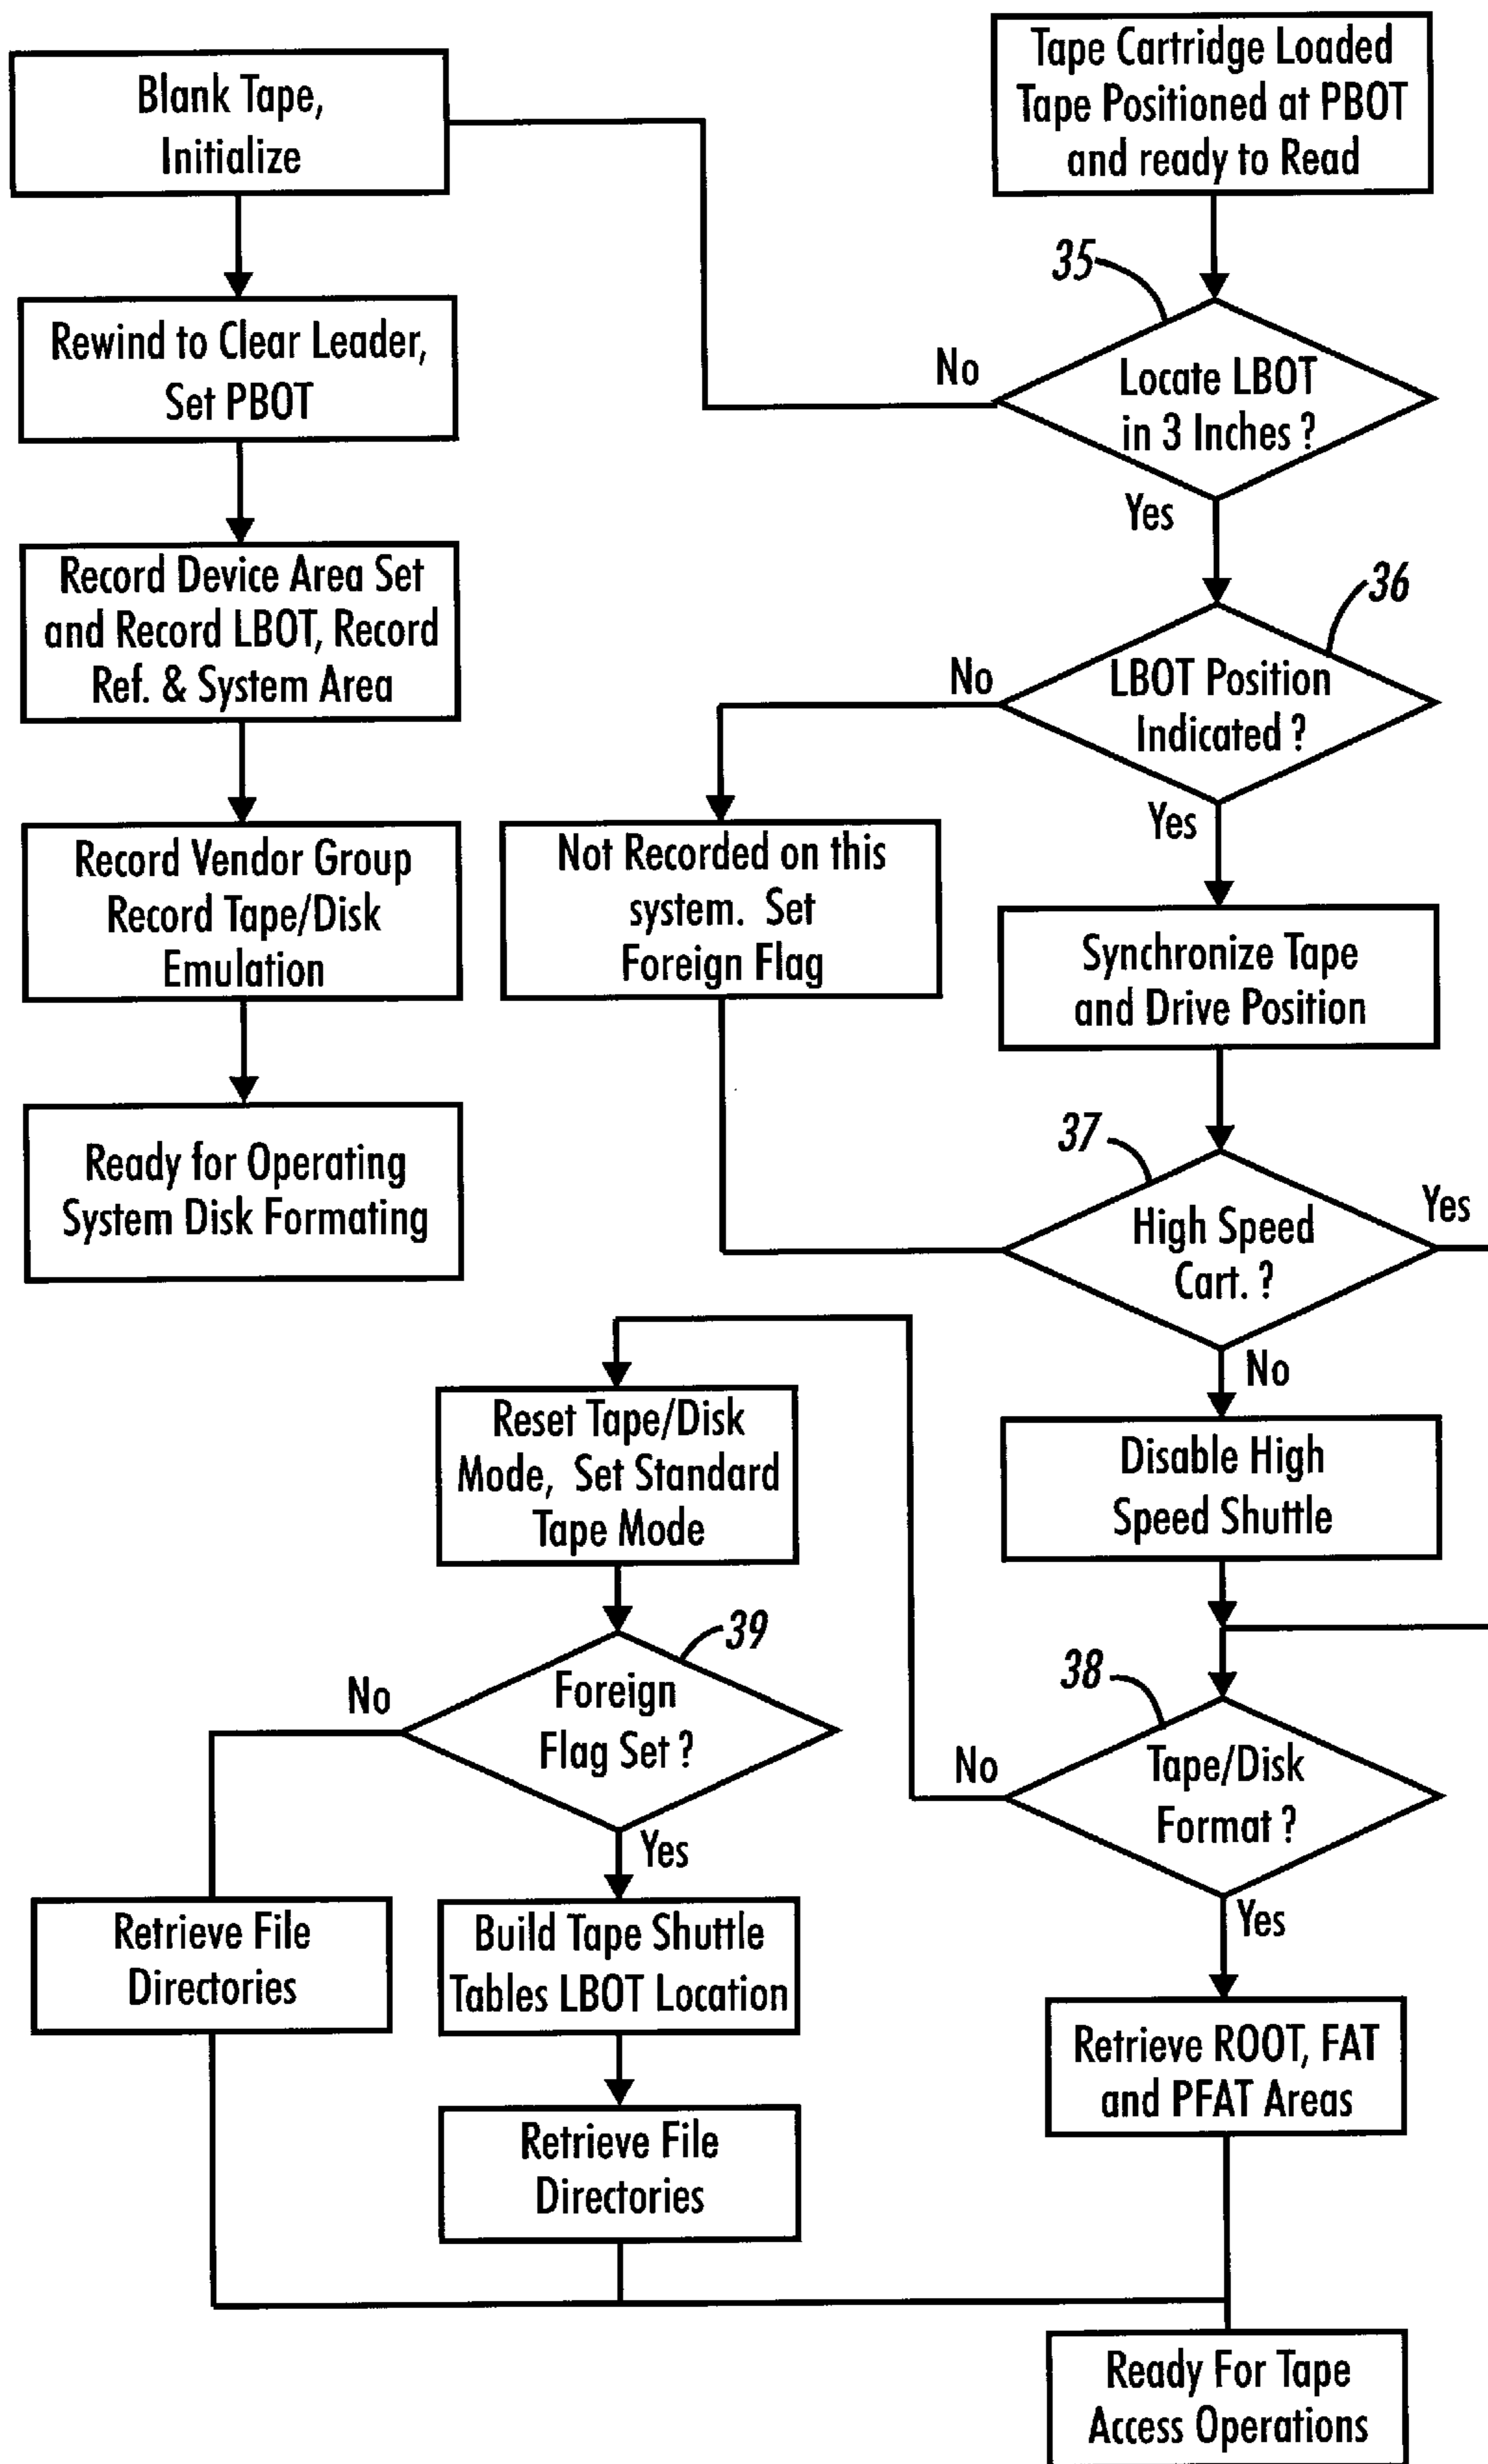 Tape Cartridge Loaded
Tape Positioned at PBOT
and ready to Read
Blank Tape,
Initialize
35
No
Locate LBOT
in 3 Inches ?
Yes
Rewind to Clear Leader,
Set PBOT
Record Device Area Set
and Record LBOT, Record
Ref. & System Area
36
No
LBOT Position
Indicated ?
Yes
Record Vendor Group
Record Tape/Disk
Emulation
Not Recorded on this
system. Set
Foreign Flag
Synchronize Tape
and Drive Position
Ready for Operating
System Disk Formating
37
High Speed
Cart. ?
Yes
No
Reset Tape/Disk
Mode, Set Standard
Tape Mode
Disable High
Speed Shuttle
39
No
Foreign
Flag Set ?
Yes
38
No
Tape/Disk
Format ?
Yes
Retrieve File
Directories
Build Tape Shuttle
Tables LBOT Location
Retrieve ROOT, FAT
and PFAT Areas
Retrieve File
Directories
Ready For Tape
Access Operations